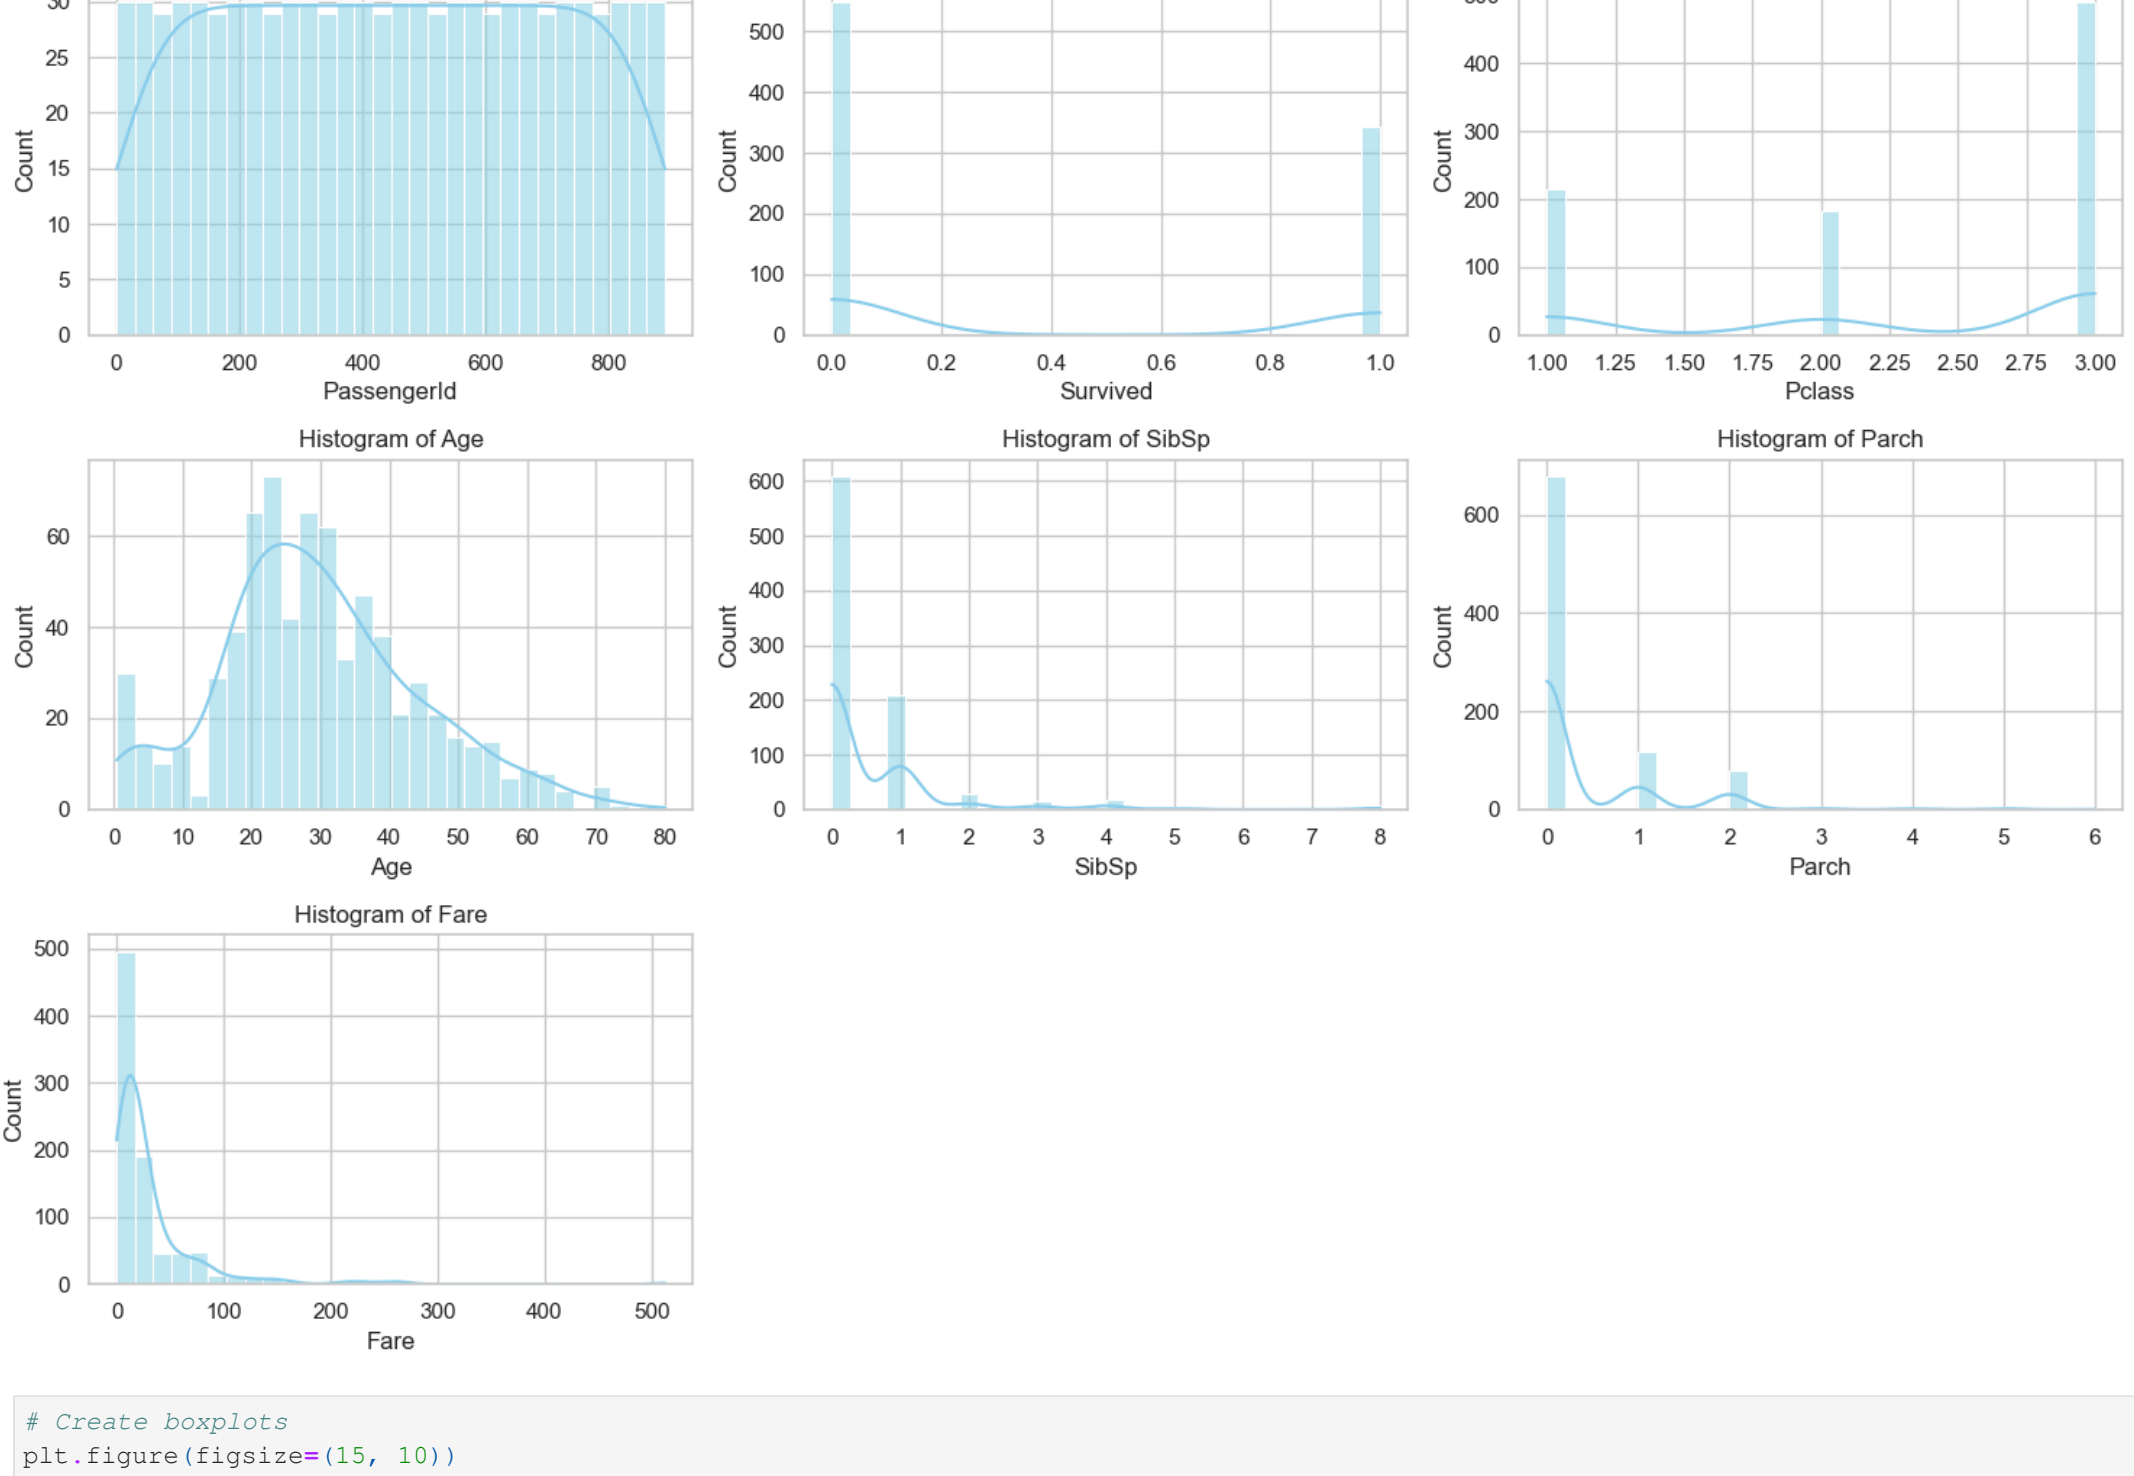 30
25
20
15
10
5
0
Count
0 200 400 600 800
PassengerId
500
400
300
200
100
0
Count
0.0 0.2 0.4 0.6 0.8 1.0
Survived
400
300
200
100
0
Count
1.00 1.25 1.50 1.75 2.00 2.25 2.50 2.75 3.00
Pclass
Histogram of Age
60
40
20
0
Count
0 10 20 30 40 50 60 70 80
Age
Histogram of SibSp
600
500
400
300
200
100
0
Count
0 1 2 3 4 5 6 7 8
SibSp
Histogram of Parch
600
400
200
0
Count
0 1 2 3 4 5 6
Parch
Histogram of Fare
500
400
300
200
100
0
Count
0 100 200 300 400 500
Fare
# Create boxplots
plt.figure(figsize=(15, 10))